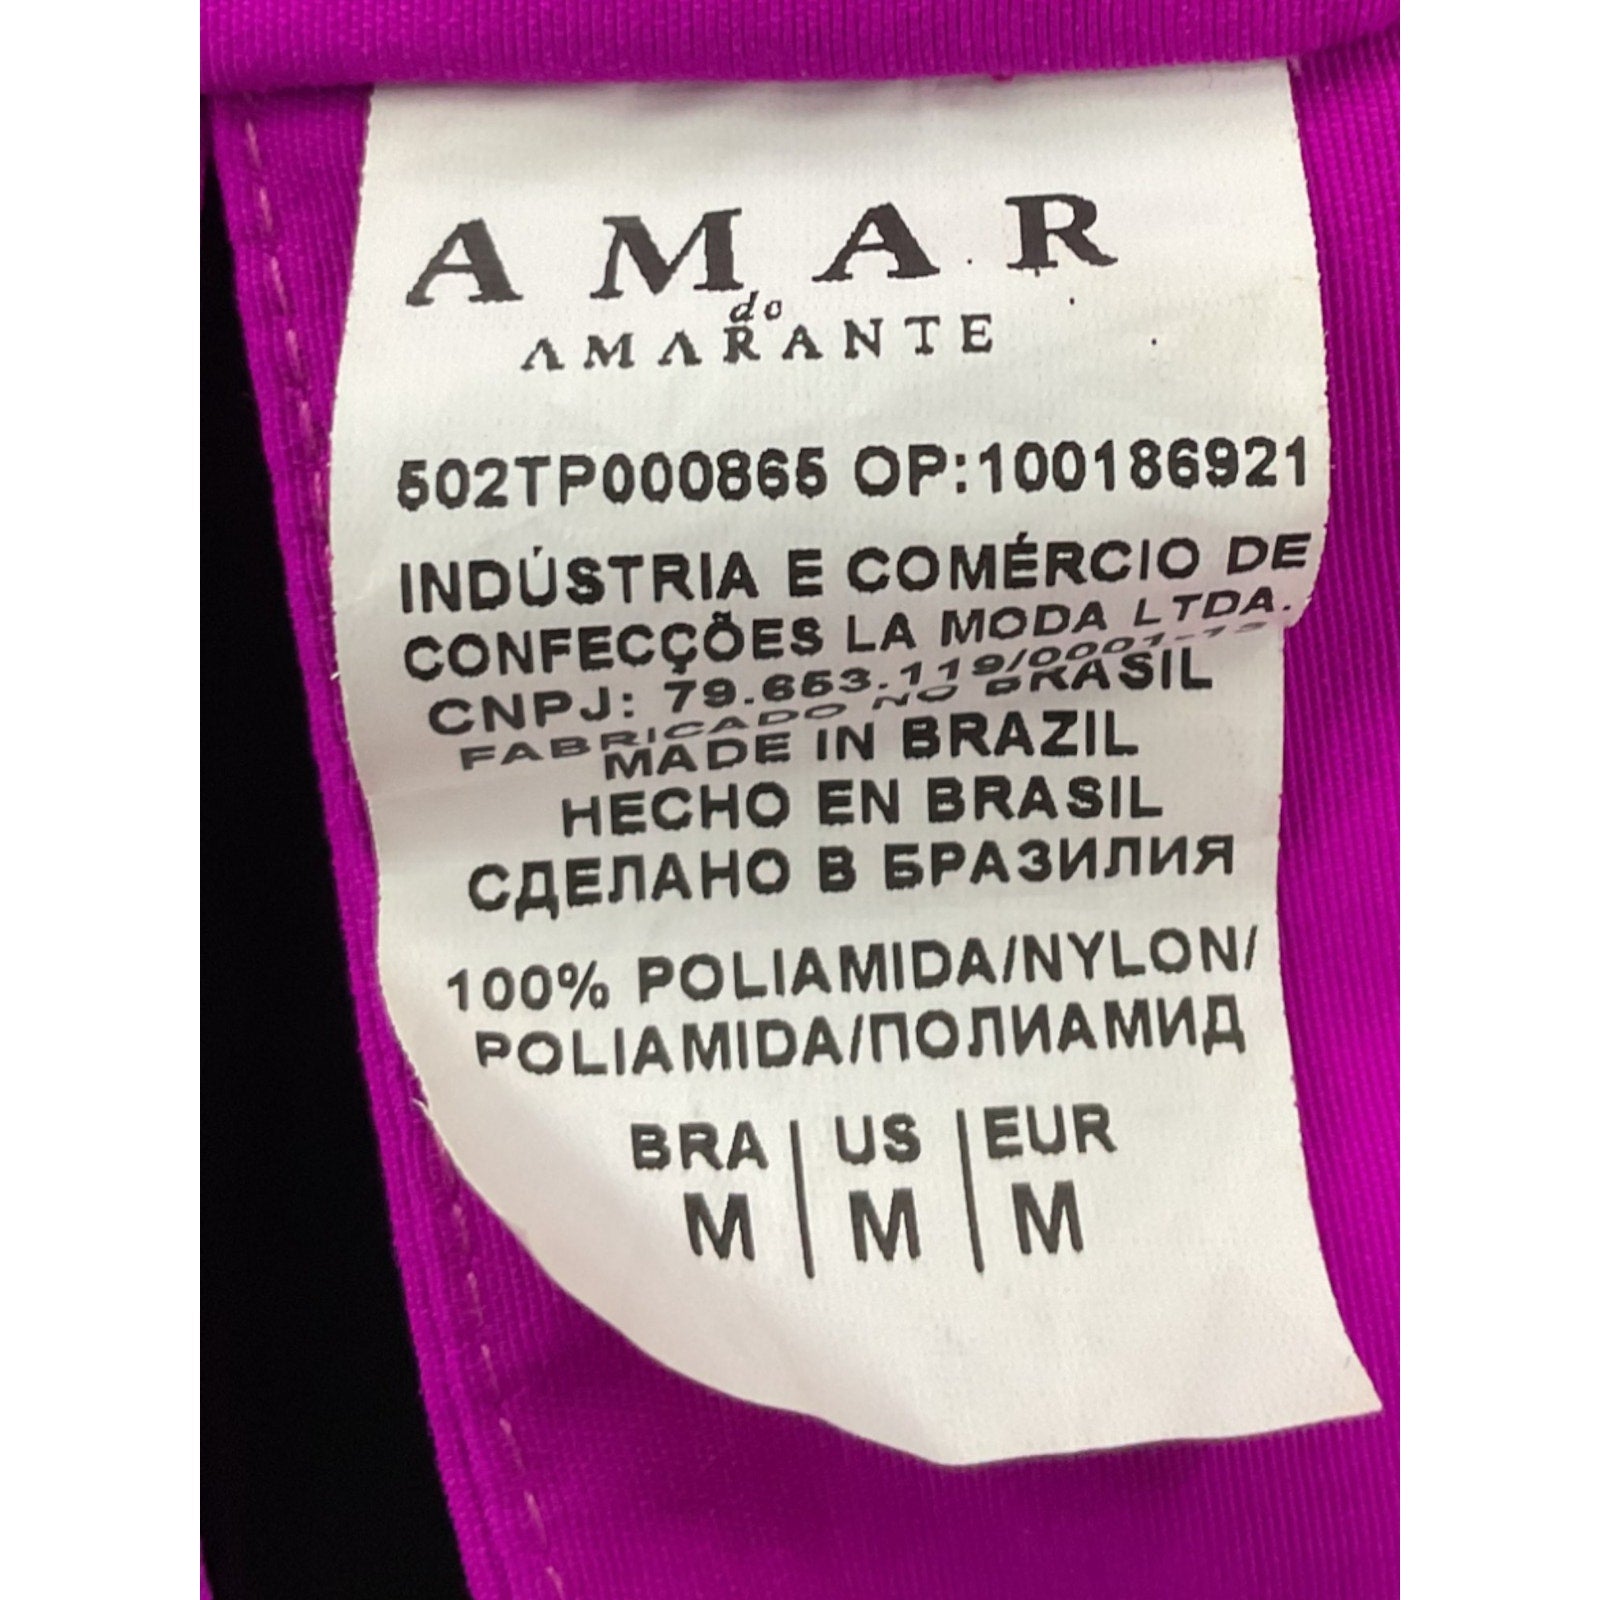 AMAR
do
AMARANTE
502TP000865 OP:100186921
INDÚSTRIA E COMÉRCIO DE
CONFECÇÕES LA MODA LTDA.
CNPJ: 79.653.119/0001-13
FABRICADO NO BRASIL
MADE IN BRAZIL
HECHO EN BRASIL
СДЕЛАНО В БРАЗИЛИЯ
100% POLIAMIDA/NYLON/
POLIAMIDA/ПОЛИАМИД
BRA | US | EUR
M | M | M